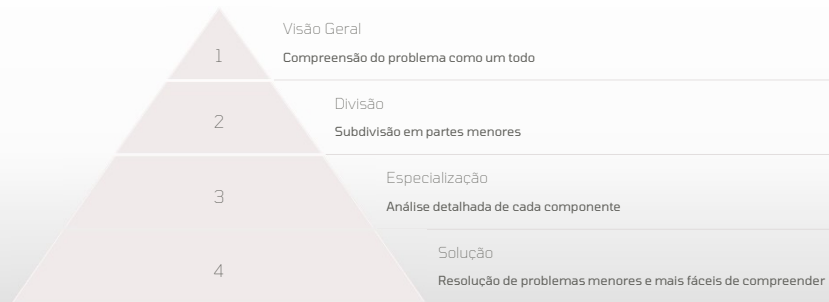 1
Visão Geral
Compreensão do problema como um todo
2
Divisão
Subdivisão em partes menores
3
Especialização
Análise detalhada de cada componente
4
Solução
Resolução de problemas menores e mais fáceis de compreender